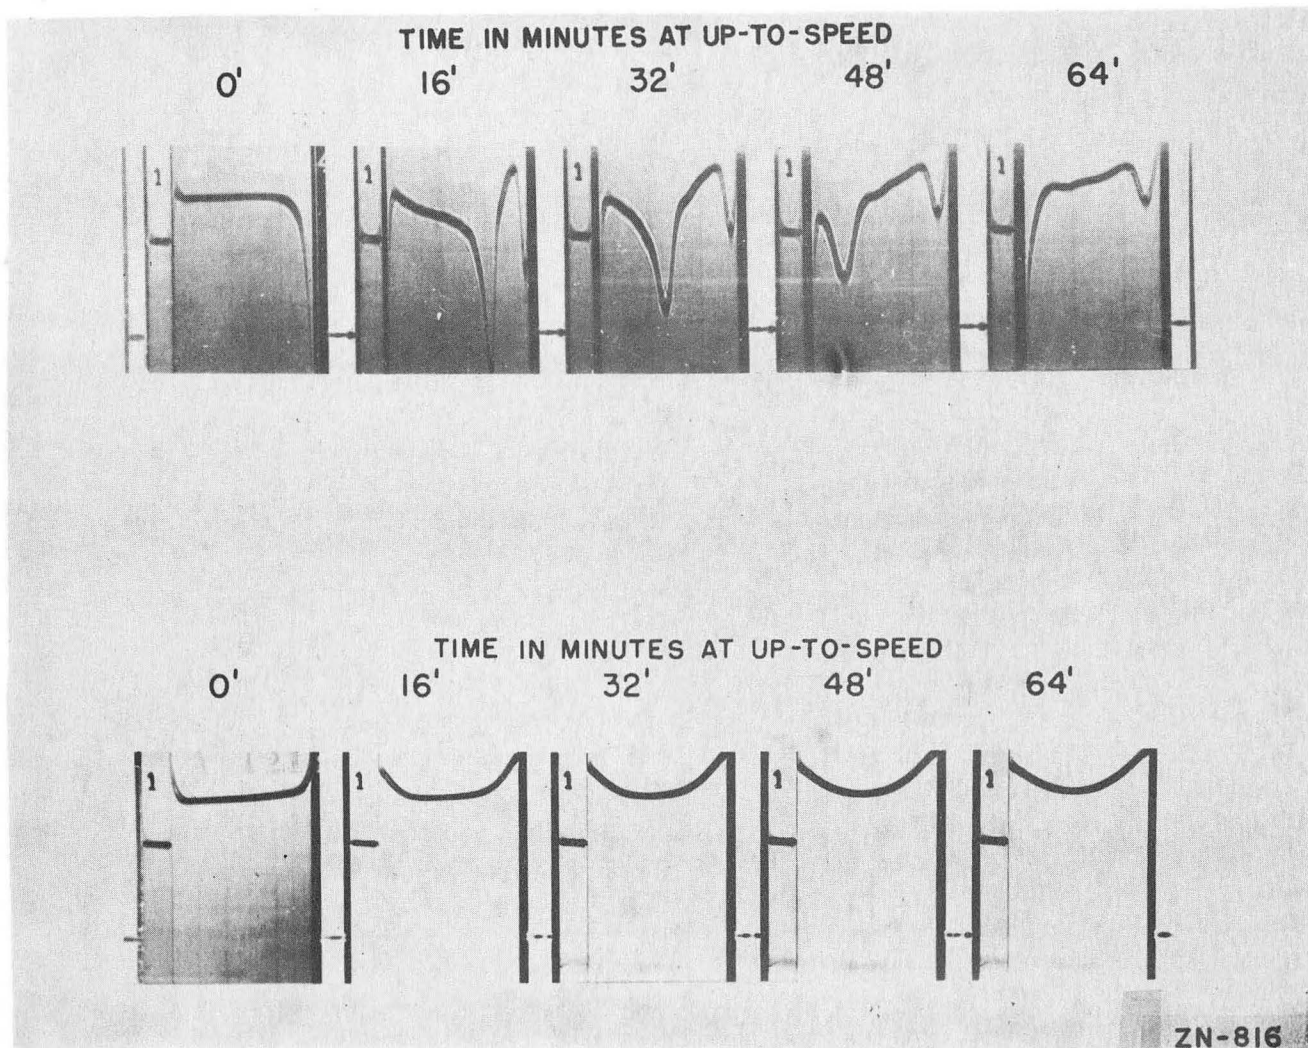 TIME IN MINUTES AT UP-TO-SPEED
0' 16' 32' 48' 64'
1 1 1 1 1
TIME IN MINUTES AT UP-TO-SPEED
0' 16' 32' 48' 64'
1 1 1 1 1
ZN-816